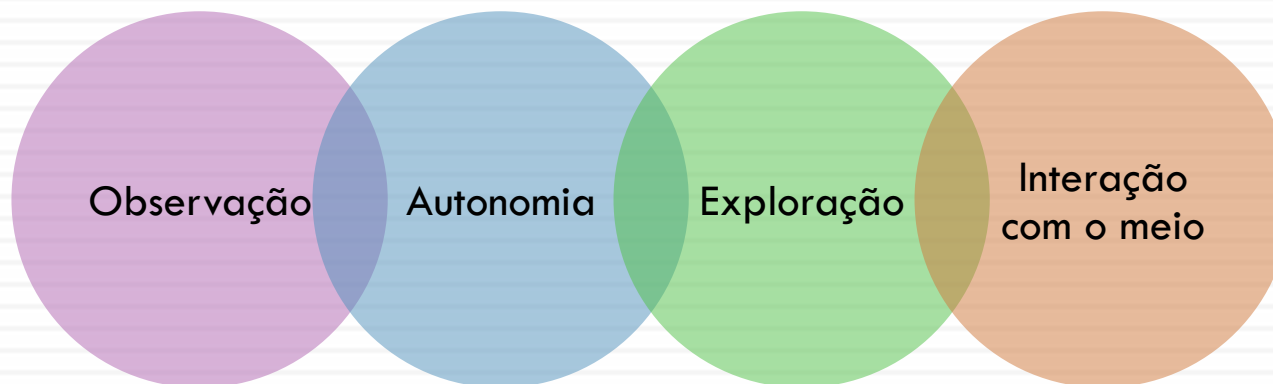 Observação
Autonomia
Exploração
Interação
com o meio